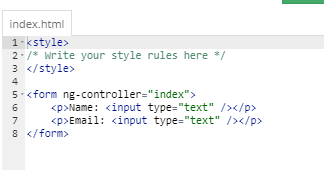 index.html
1 <style>
2 /* Write your style rules here */
3 </style>
4
5 <form ng-controller="index">
6     <p>Name: <input type="text" /></p>
7     <p>Email: <input type="text" /></p>
8 </form>